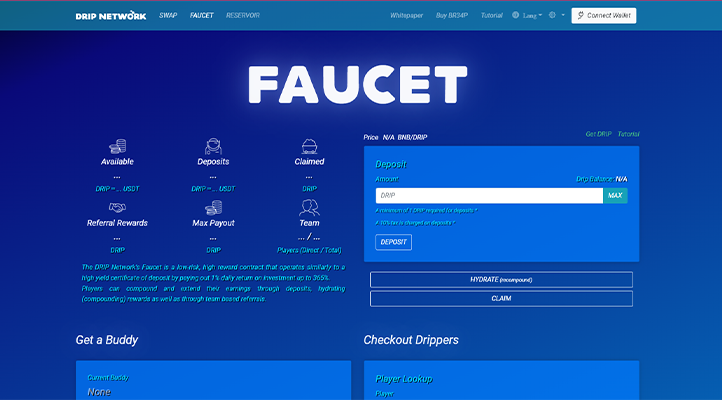 DRIP NETWORK SWAP FAUCET RESERVOIR Whitepaper Buy BR34P Tutorial Lang Connect Wallet
FAUCET
Price N/A BNB/DRIP Get DRIP Tutorial
Available Deposits Claimed
... ... ...
DRIP ≈ ... USDT DRIP ≈ ... USDT DRIP
Referral Rewards Max Payout Team
... ... ... / ...
DRIP DRIP Players (Direct / Total)
The DRIP Network's Faucet is a low-risk, high reward contract that operates similarly to a
high yield certificate of deposit by paying out 1% daily return on investment up to 365%.
Players can compound and extend their earnings through deposits, hydrating
(compounding) rewards as well as through team based referrals.
Deposit
Amount Drip Balance: N/A
DRIP MAX
A minimum of 1 DRIP required for deposits *
A 10% tax is charged on deposits *
DEPOSIT
HYDRATE (recompound)
CLAIM
Get a Buddy Checkout Drippers
Current Buddy
None
Player Lookup
Player